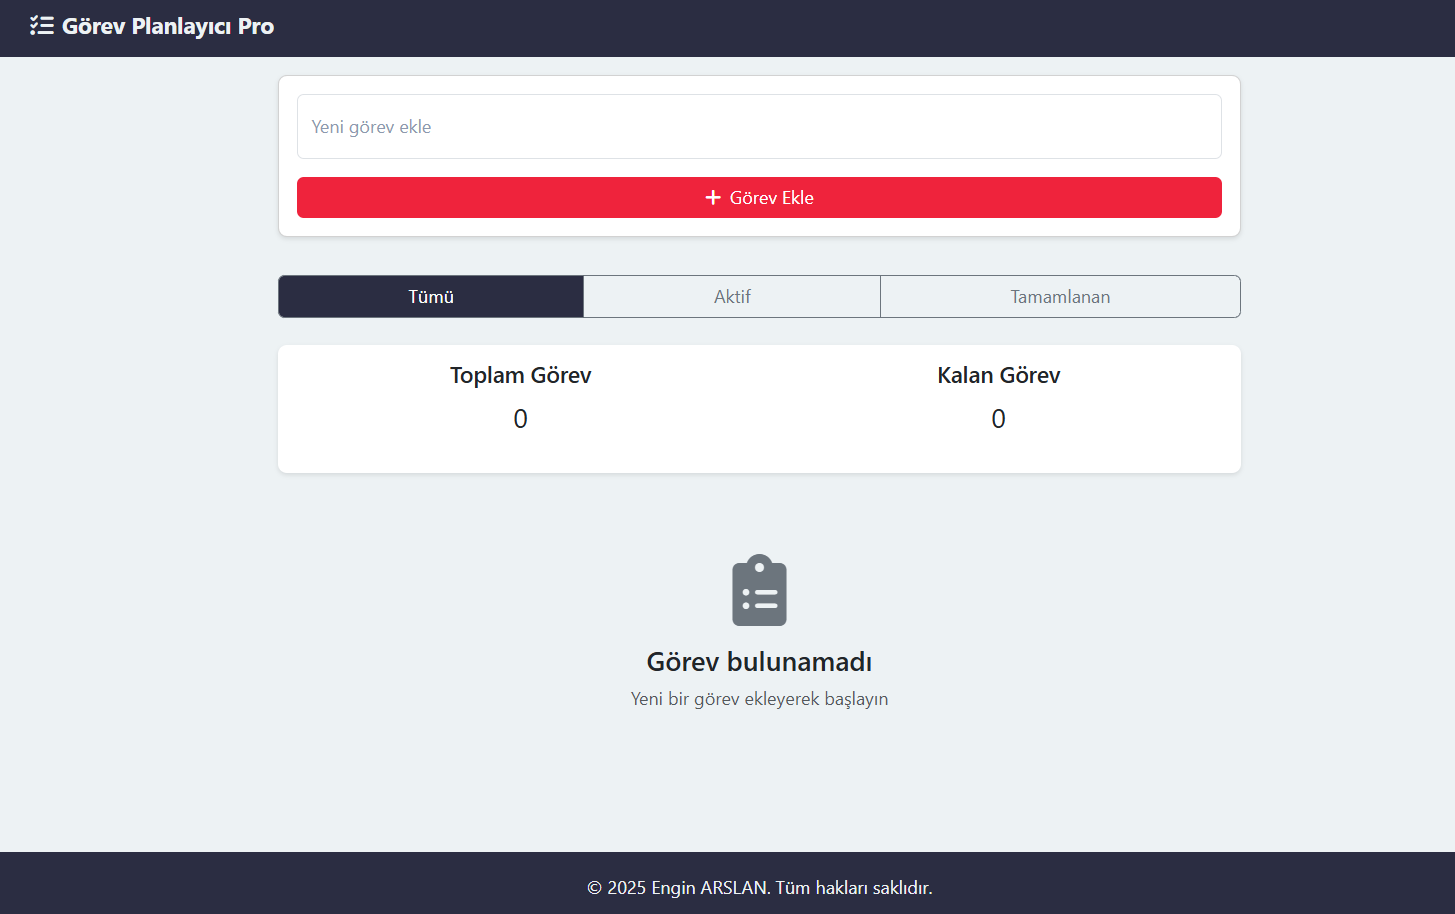 Görev Planlayıcı Pro
Yeni görev ekle
Görev Ekle
Tümü
Aktif
Tamamlanan
Toplam Görev
Kalan Görev
0
0
Görev bulunamadı
Yeni bir görev ekleyerek başlayın
© 2025 Engin ARSLAN. Tüm hakları saklıdır.